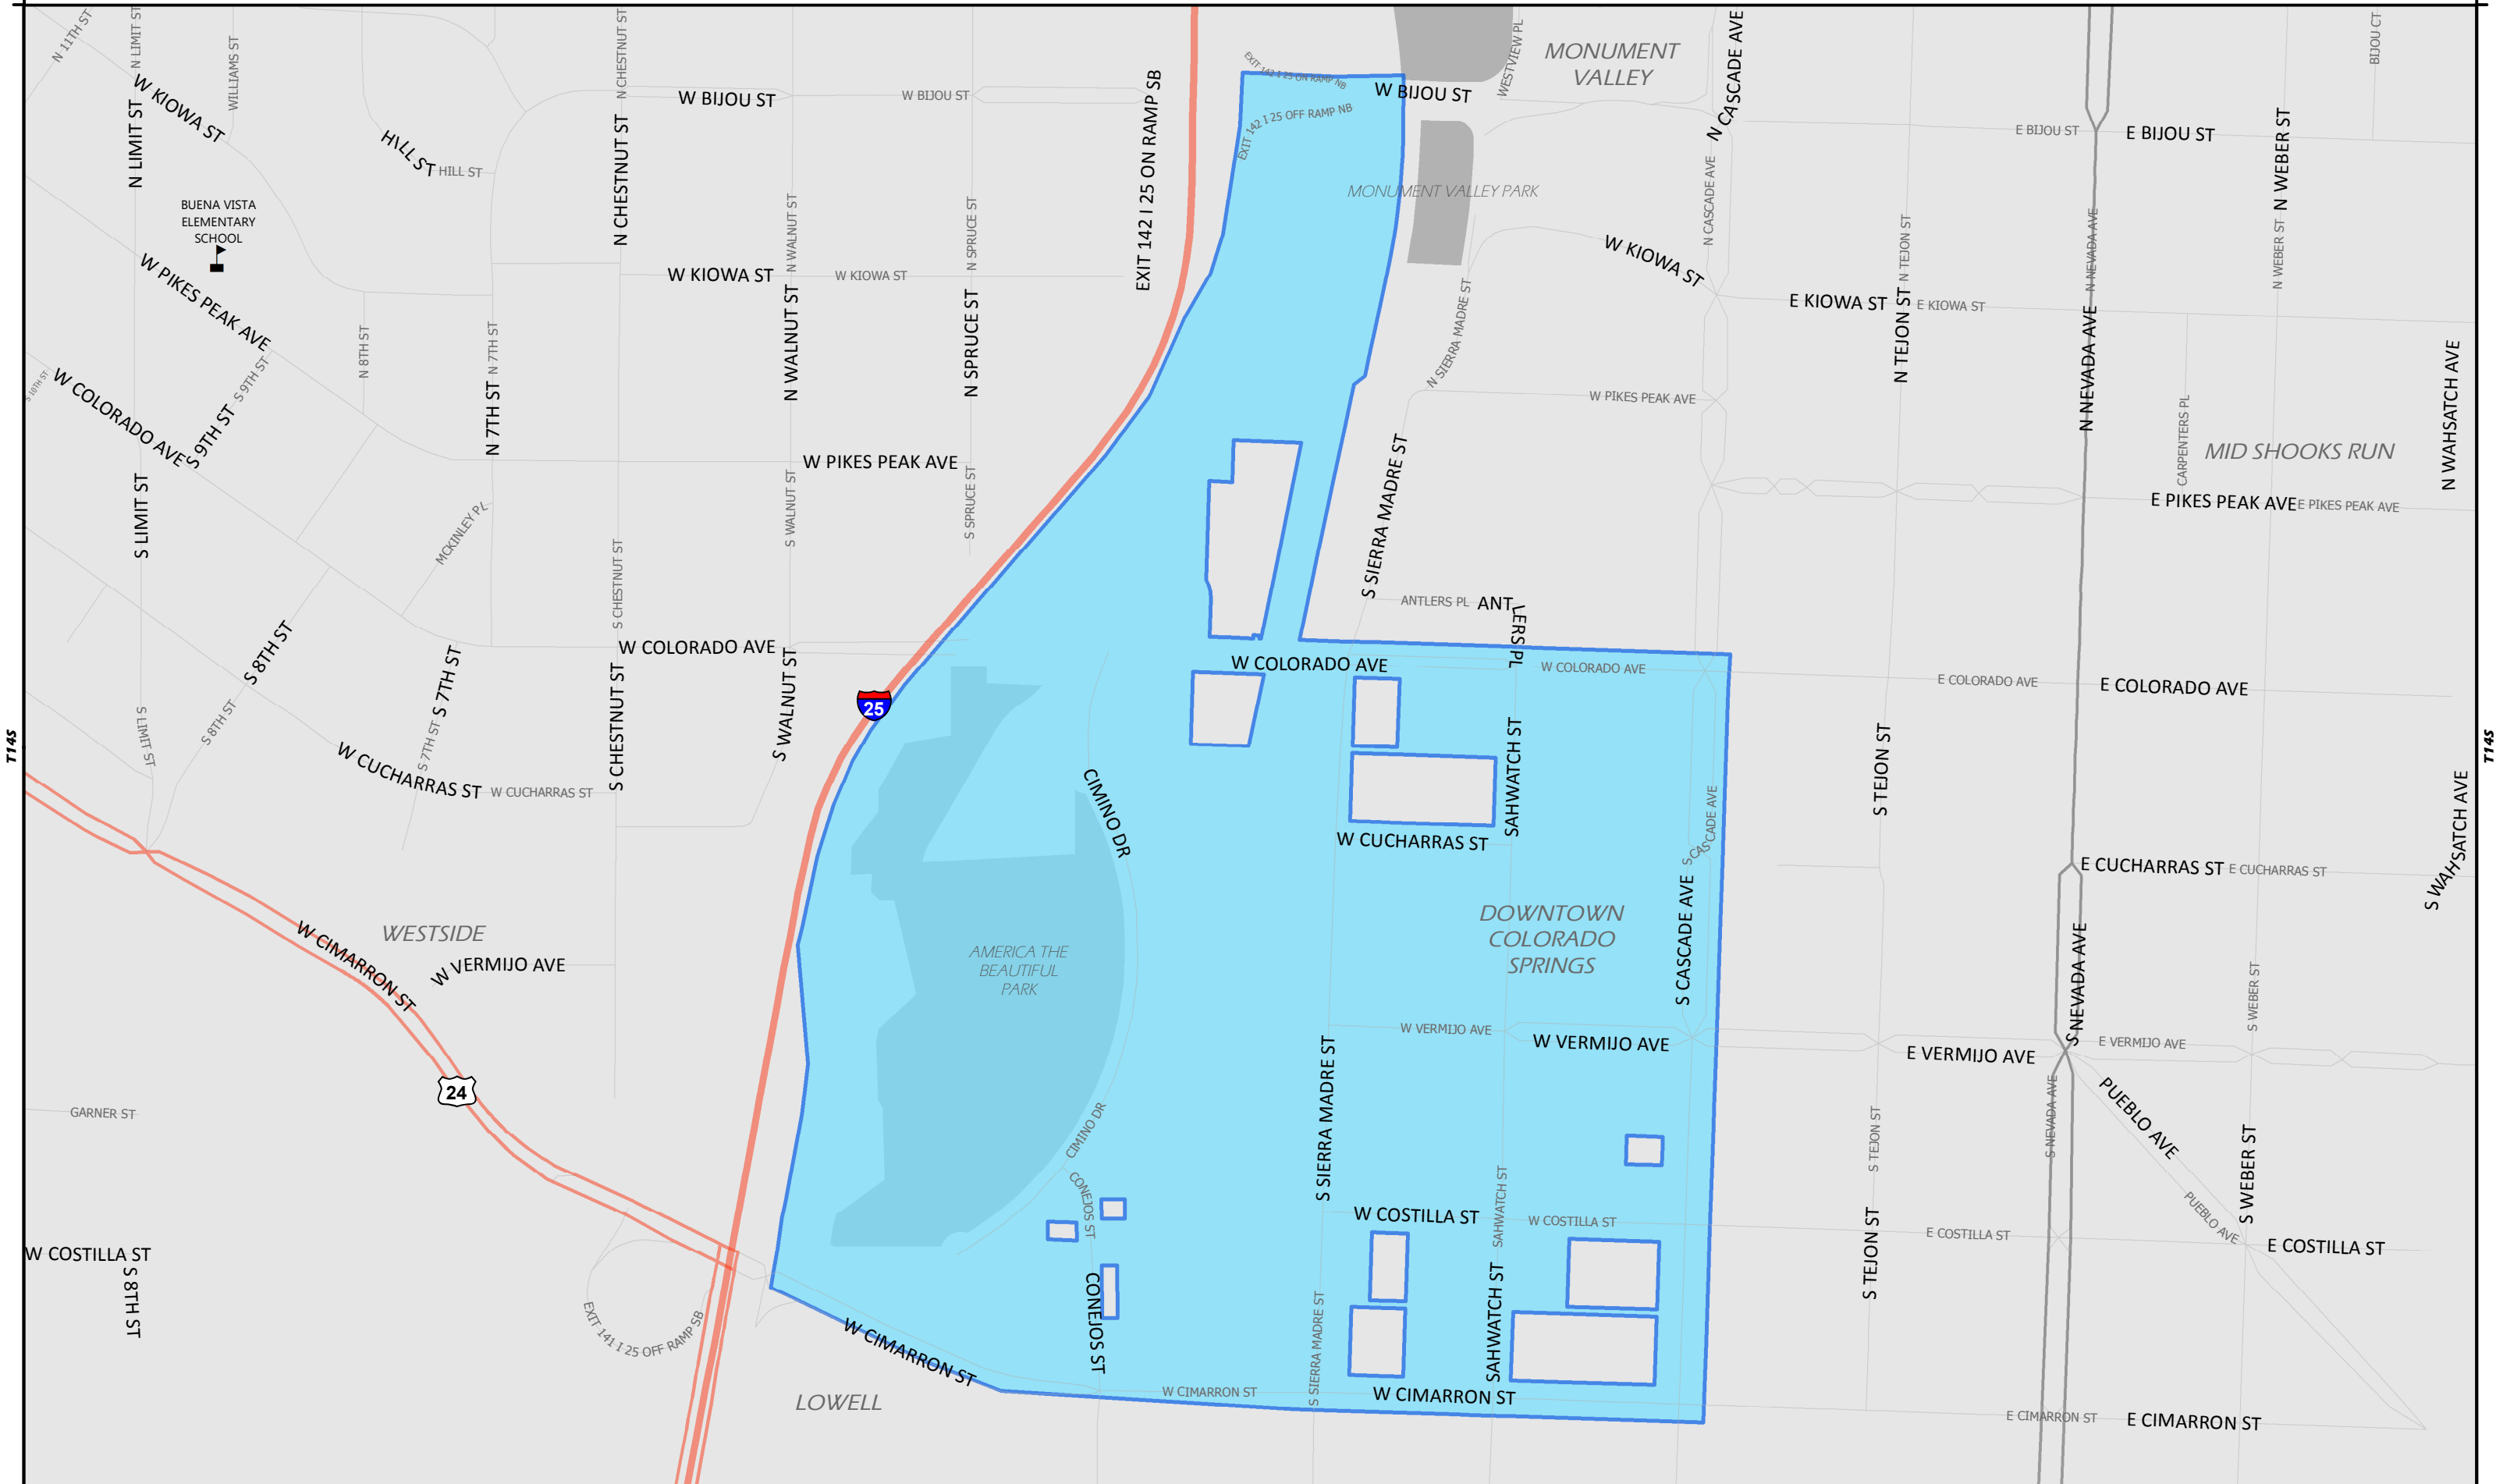 N 11TH ST
N LIMIT ST
WILLIAMS ST
N CHESTNUT ST
WESTVIEW PL
MONUMENT
VALLEY
N CASCADE AVE
BIJOU CT
W KIOWA ST
N LIMIT ST
HILL ST
HILL ST
N CHESTNUT ST
W BIJOU ST
W BIJOU ST
EXIT 142 I 25 ON RAMP SB
EXIT 142 I 25 ON RAMP NB
EXIT 142 I 25 OFF RAMP NB
W BIJOU ST
E BIJOU ST
E BIJOU ST
N WEBER ST
BUENA VISTA
ELEMENTARY
SCHOOL
N WALNUT ST
N SPRUCE ST
MONUMENT VALLEY PARK
N CASCADE AVE
N TEJON ST
N NEVADA AVE
N WEBER ST
W PIKES PEAK AVE
W KIOWA ST
W KIOWA ST
W KIOWA ST
E KIOWA ST
E KIOWA ST
N WALNUT ST
N SPRUCE ST
N SIERRA MADRE ST
N TEJON ST
N NEVADA AVE
S 10TH ST
W COLORADO AVE
S 9TH ST
S 9TH ST
N 8TH ST
N 7TH ST
N 7TH ST
W PIKES PEAK AVE
CARPENTERS PL
N WAHSATCH AVE
MID SHOOKS RUN
W PIKES PEAK AVE
S LIMIT ST
MCKINLEY PL
S WALNUT ST
S SPRUCE ST
S SIERRA MADRE ST
E PIKES PEAK AVE
E PIKES PEAK AVE
S CHESTNUT ST
ANTLERS PL
ANTLERS PL
S 8TH ST
S 7TH ST
W COLORADO AVE
W COLORADO AVE
W COLORADO AVE
E COLORADO AVE
E COLORADO AVE
S LIMIT ST
S 8TH ST
S 7TH ST
S CHESTNUT ST
S WALNUT ST
25
SAHWATCH ST
S TEJON ST
T14S
T14S
W CUCHARRAS ST
W CUCHARRAS ST
CIMINO DR
W CUCHARRAS ST
S CASCADE AVE
E CUCHARRAS ST
E CUCHARRAS ST
S WAHSATCH AVE
WESTSIDE
W CIMARRON ST
W VERMIJO AVE
AMERICA THE
BEAUTIFUL
PARK
DOWNTOWN
COLORADO
SPRINGS
S CASCADE AVE
S NEVADA AVE
S WEBER ST
W VERMIJO AVE
W VERMIJO AVE
E VERMIJO AVE
E VERMIJO AVE
24
GARNER ST
CIMINO DR
S SIERRA MADRE ST
S TEJON ST
S NEVADA AVE
PUEBLO AVE
CONEJOS ST
SAHWATCH ST
S WEBER ST
PUEBLO AVE
W COSTILLA ST
W COSTILLA ST
W COSTILLA ST
E COSTILLA ST
E COSTILLA ST
S 8TH ST
EXIT 141 I 25 OFF RAMP SB
CONEJOS ST
S SIERRA MADRE ST
SAHWATCH ST
S TEJON ST
W CIMARRON ST
LOWELL
W CIMARRON ST
W CIMARRON ST
E CIMARRON ST
E CIMARRON ST